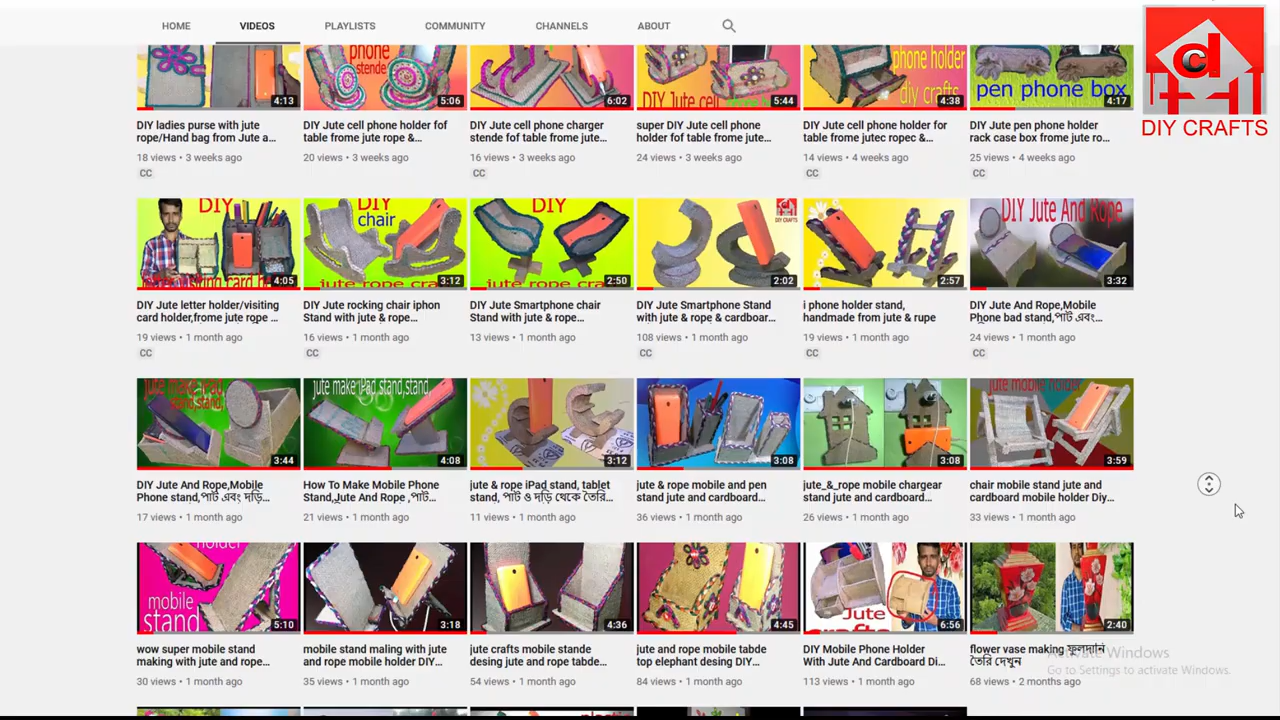 HOME
VIDEOS
PLAYLISTS
COMMUNITY
CHANNELS
ABOUT
DIY CRAFTS
4:13
phone
stende
5:06
6:02
DIY Jute cell
5:44
phone holder
diy crafts
4:38
pen phone box
4:17
DIY ladies purse with jute a
rope/Hand bag from Jute a...
18 views • 3 weeks ago
CC
DIY Jute cell phone holder fof
table frome jute rope &...
20 views • 3 weeks ago
DIY Jute cell phone charger
stende fof table frome jute...
16 views • 3 weeks ago
CC
super DIY Jute cell phone
holder fof table frome jute...
24 views • 3 weeks ago
DIY Jute cell phone holder for
table frome jutec ropec &...
14 views • 4 weeks ago
CC
DIY Jute pen phone holder
rack case box frome jute ro...
25 views • 4 weeks ago
CC
DIY
4:05
DIY
chair
jute rope cra
3:12
DIY
jute rope cra
2:50
DIY CRAFTS
2:02
2:57
DIY Jute And Rope
3:32
DIY Jute letter holder/visiting
card holder,frome jute rope ...
19 views • 1 month ago
CC
DIY Jute rocking chair iphon
Stand with jute & rope...
16 views • 1 month ago
CC
DIY Jute Smartphone chair
Stand with jute & rope...
13 views • 1 month ago
DIY Jute Smartphone Stand
with jute & rope & cardboar...
108 views • 1 month ago
CC
i phone holder stand,
handmade from jute & rupe
19 views • 1 month ago
CC
DIY Jute And Rope,Mobile
Phone bad stand,পাট এবং...
24 views • 1 month ago
CC
jute make iPad
stand,stand,
3:44
jute make iPad stand,stand,
4:08
3:12
3:08
3:08
jute mobile holder
3:59
DIY Jute And Rope,Mobile
Phone stand,পাট এবং দড়ি...
17 views • 1 month ago
How To Make Mobile Phone
Stand,Jute And Rope ,পাট...
21 views • 1 month ago
jute & rope iPad stand, tablet
stand, পাট ও দড়ি থেকে তৈরি...
11 views • 1 month ago
jute & rope mobile and pen
stand jute and cardboard...
36 views • 1 month ago
jute_&_rope mobile chargear
stand jute and cardboard...
26 views • 1 month ago
chair mobile stand jute and
cardboard mobile holder Diy...
33 views • 1 month ago
holder
mobile
stand
5:10
3:18
4:36
4:45
Jute
crafts
6:56
2:40
wow super mobile stand
making with jute and rope...
30 views • 1 month ago
mobile stand maling with jute
and rope mobile holder DIY...
35 views • 1 month ago
jute crafts mobile stande
desing jute and rope tabde...
54 views • 1 month ago
jute and rope mobile tabde
top elephant desing DIY...
84 views • 1 month ago
DIY Mobile Phone Holder
With Jute And Cardboard Di...
113 views • 1 month ago
flower vase making ফুলদানি
তৈরি দেখুন
68 views • 2 months ago
Activate Windows
Go to Settings to activate Windows.